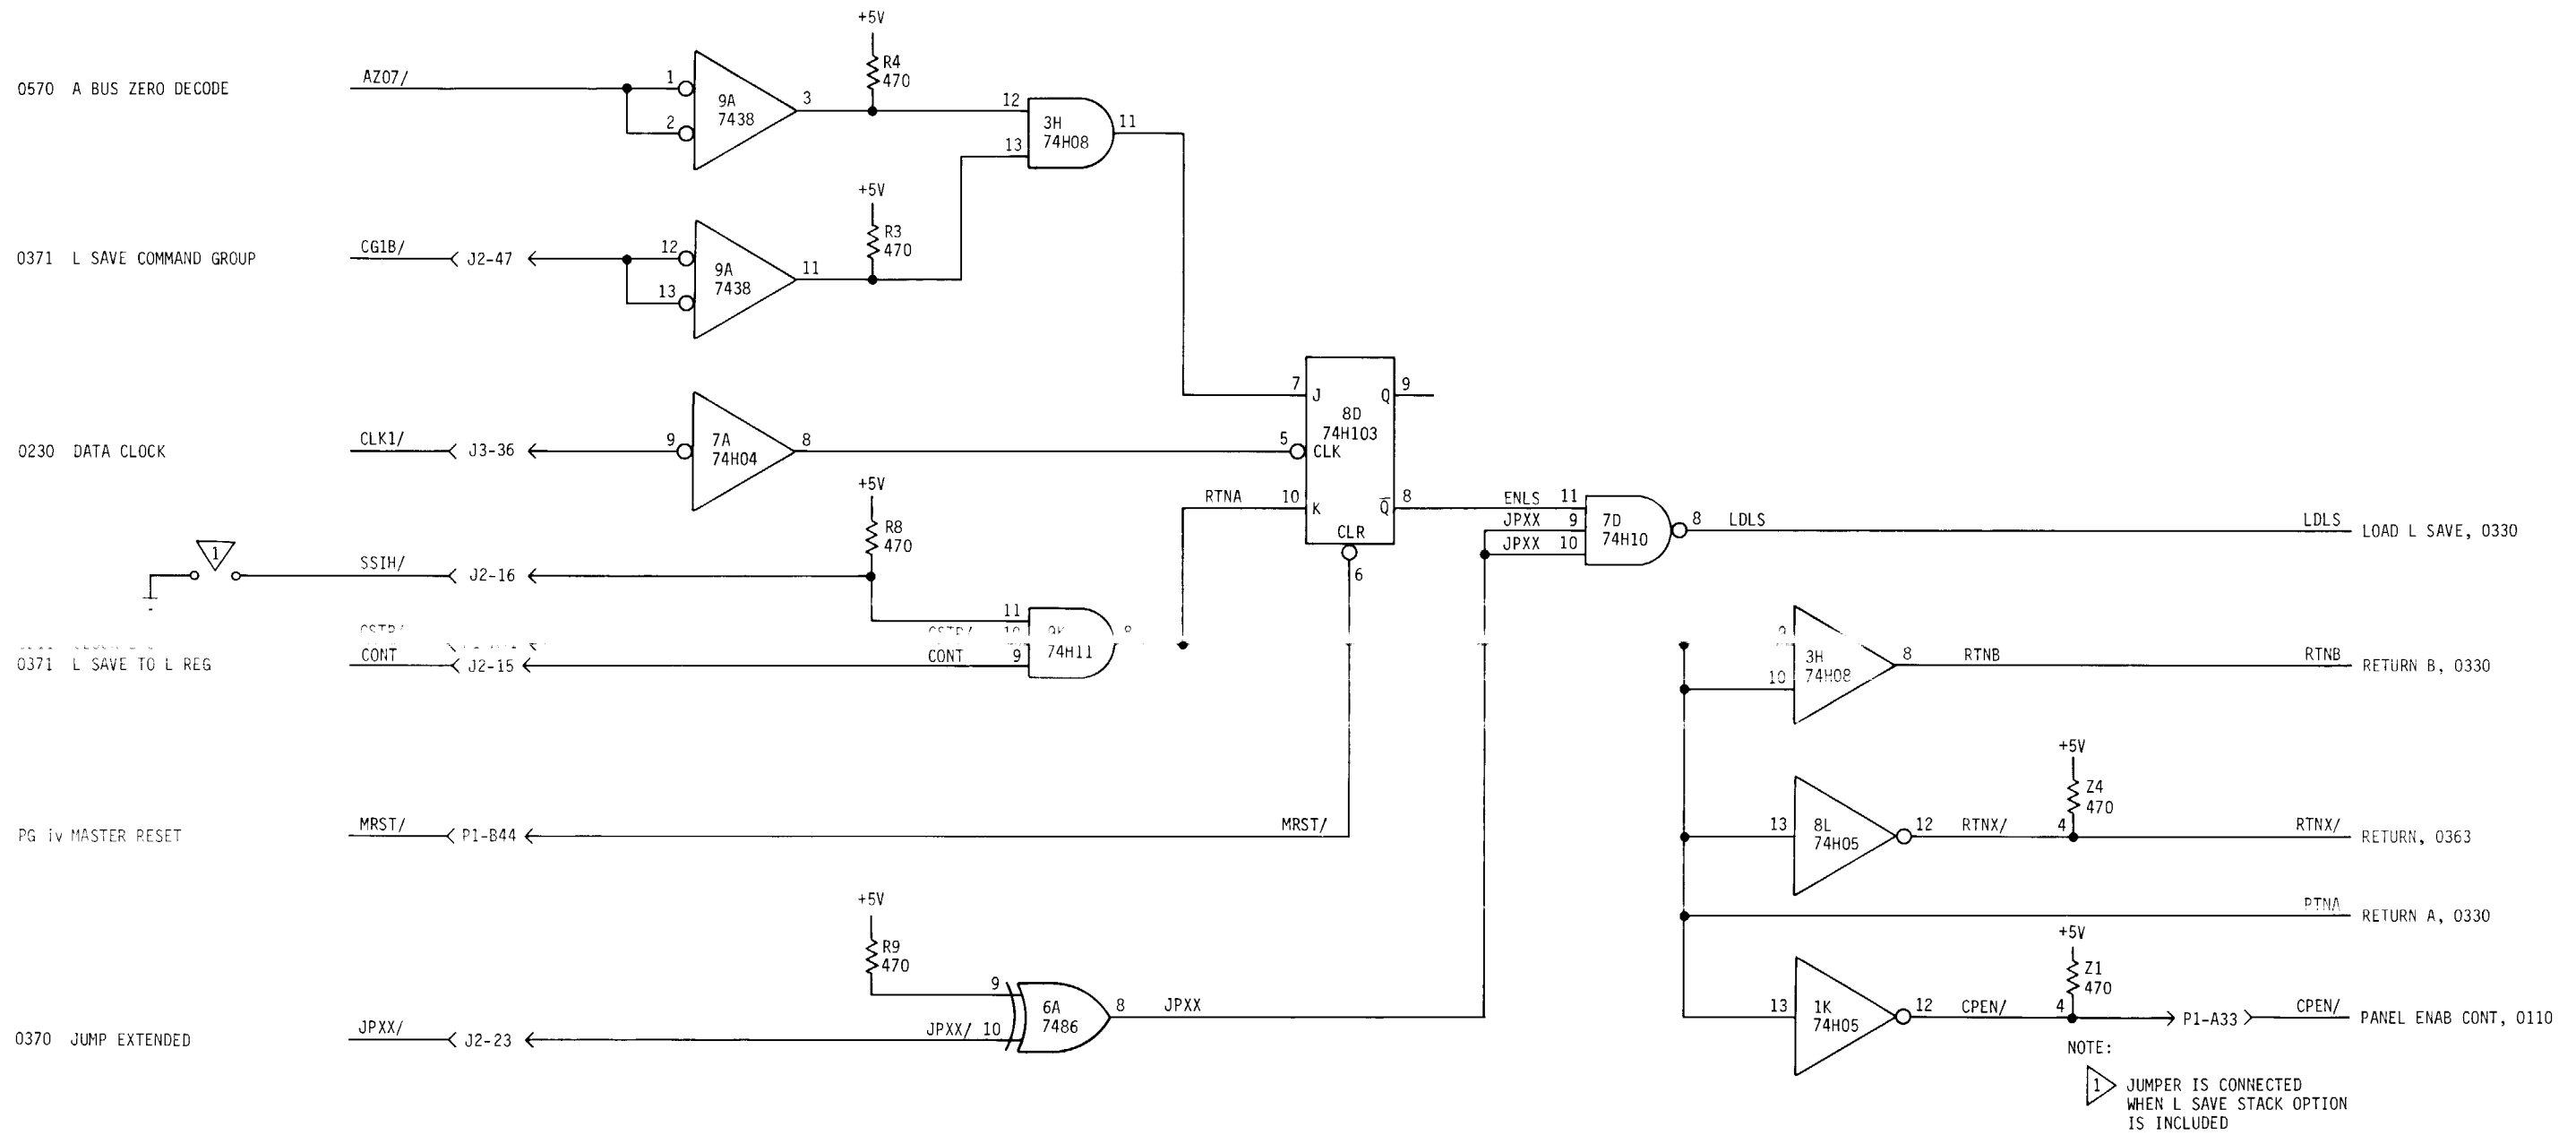 +5V
R4
470
0570 A BUS ZERO DECODE
AZ07/
1
2
9A
7438
3
12
13
3H
74H08
11
+5V
R3
470
0371 L SAVE COMMAND GROUP
CG1B/
J2-47
12
13
9A
7438
11
0230 DATA CLOCK
CLK1/
J3-36
9
7A
74H04
8
7
J
Q
9
8D
74H103
5
CLK
RTNA
10
K
Q̅
8
CLR
6
ENLS 11
JPXX 9
JPXX 10
7D
74H10
8
LDLS
LDLS
LOAD L SAVE, 0330
+5V
R8
470
1
SSIH/
J2-16
11
0371 L SAVE TO L REG
CONT
J2-15
CONT
9
74H11
10
3H
74H08
8
RTNB
RTNB
RETURN B, 0330
PG iv MASTER RESET
MRST/
P1-B44
MRST/
13
8L
74H05
12
RTNX/
4
+5V
Z4
470
RTNX/
RETURN, 0363
RTNA
RETURN A, 0330
+5V
R9
470
0370 JUMP EXTENDED
JPXX/
J2-23
9
JPXX/ 10
6A
7486
8
JPXX
13
1K
74H05
12
CPEN/
4
+5V
Z1
470
P1-A33
CPEN/
PANEL ENAB CONT, 0110
NOTE:
1
JUMPER IS CONNECTED
WHEN L SAVE STACK OPTION
IS INCLUDED